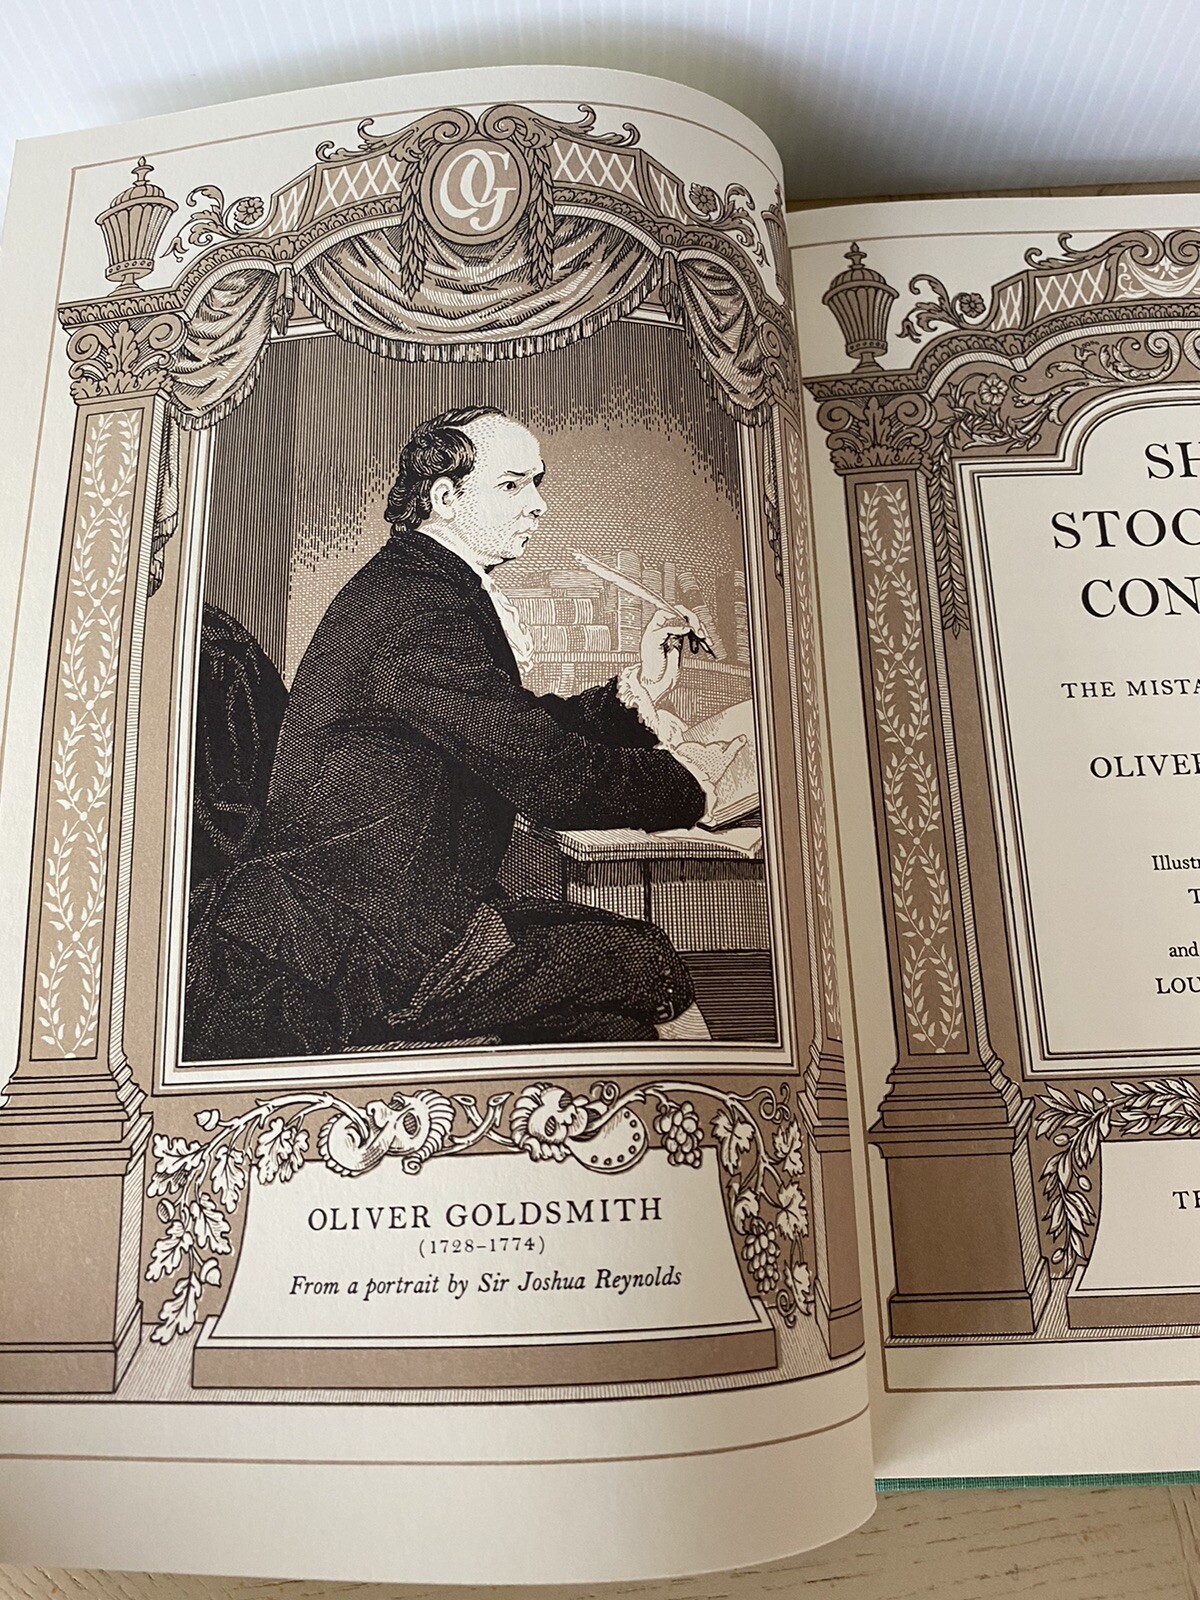 OG
OLIVER GOLDSMITH
(1728–1774)
From a portrait by Sir Joshua Reynolds
SH
STOO
CON
THE MISTA
OLIVER
Illustr
T
and
LOU
TH